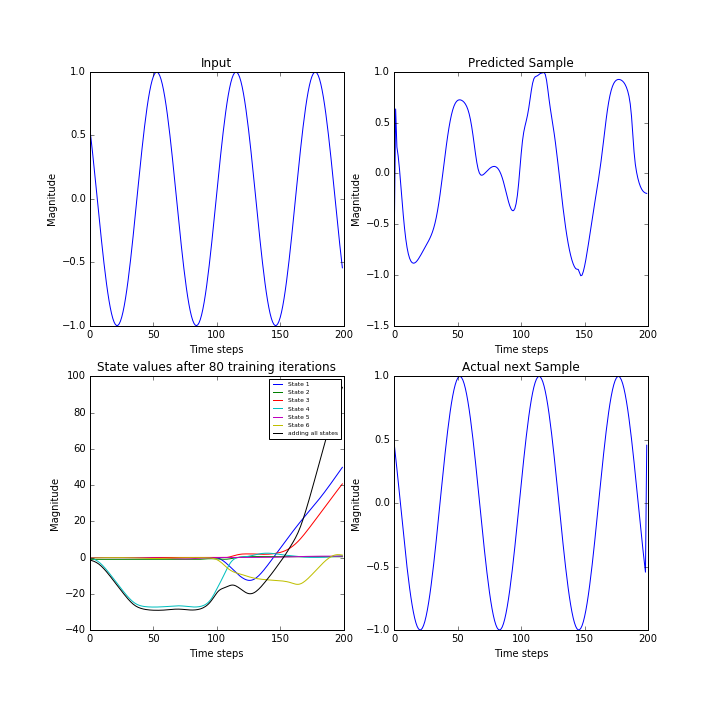 Input
1.0
0.5
0.0
−0.5
−1.0
0
50
100
150
200
Magnitude
Time steps
Predicted Sample
1.0
0.5
0.0
−0.5
−1.0
−1.5
0
50
100
150
200
Magnitude
Time steps
State values after 80 training iterations
100
80
60
40
20
0
−20
−40
0
50
100
150
200
Magnitude
Time steps
State 1
State 2
State 3
State 4
State 5
State 6
adding all states
Actual next Sample
1.0
0.5
0.0
−0.5
−1.0
0
50
100
150
200
Magnitude
Time steps